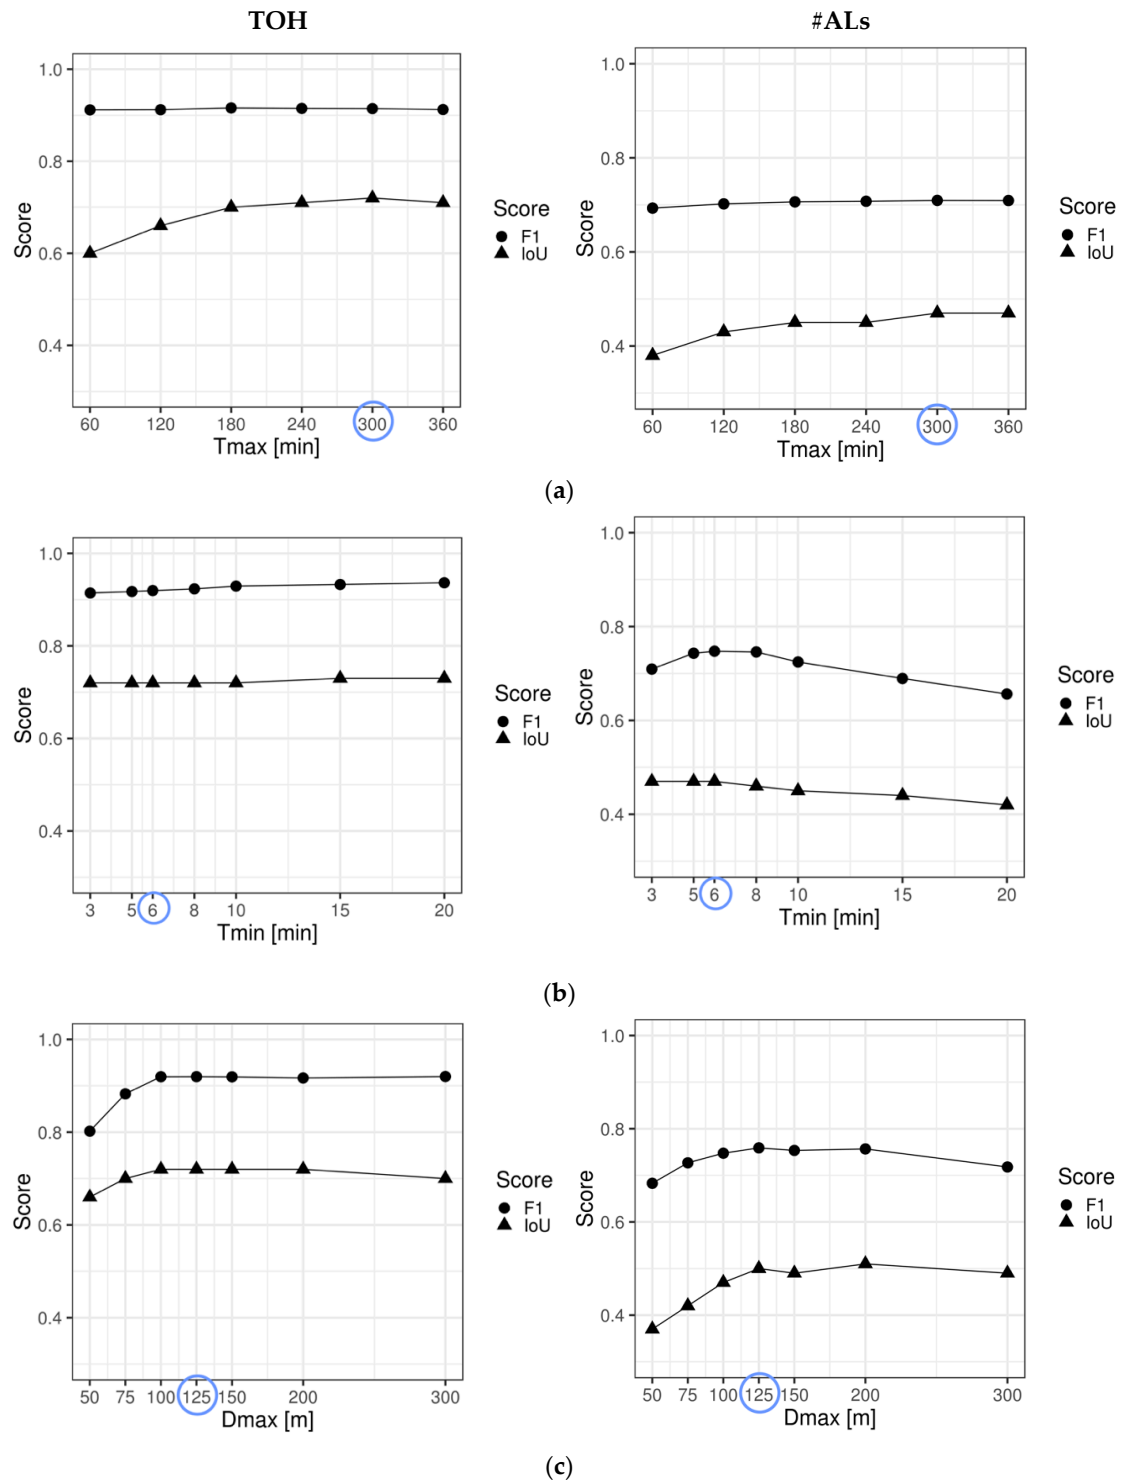 TOH
#ALs
1.0
0.8
0.6
0.4
Score
60 120 180 240 300 360
Tmax [min]
Score
F1
IoU
1.0
0.8
0.6
0.4
Score
60 120 180 240 300 360
Tmax [min]
Score
F1
IoU
(a)
1.0
0.8
0.6
0.4
Score
3 5 6 8 10 15 20
Tmin [min]
Score
F1
IoU
1.0
0.8
0.6
0.4
Score
3 5 6 8 10 15 20
Tmin [min]
Score
F1
IoU
(b)
1.0
0.8
0.6
0.4
Score
50 75 100 125 150 200 300
Dmax [m]
Score
F1
IoU
1.0
0.8
0.6
0.4
Score
50 75 100 125 150 200 300
Dmax [m]
Score
F1
IoU
(c)